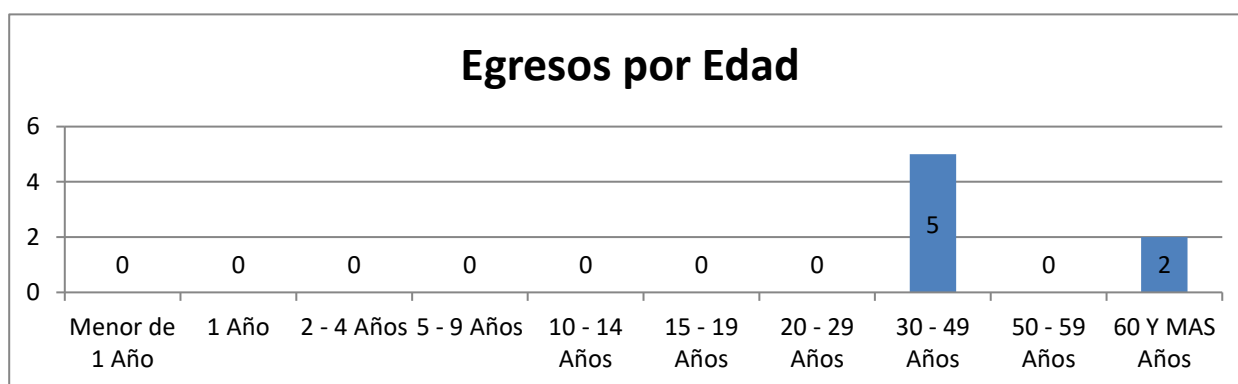 Egresos por Edad
6
4
2
0
0 0 0 0 0 0 0 5 0 2
Menor de 1 Año
1 Año
2 - 4 Años
5 - 9 Años
10 - 14 Años
15 - 19 Años
20 - 29 Años
30 - 49 Años
50 - 59 Años
60 Y MAS Años